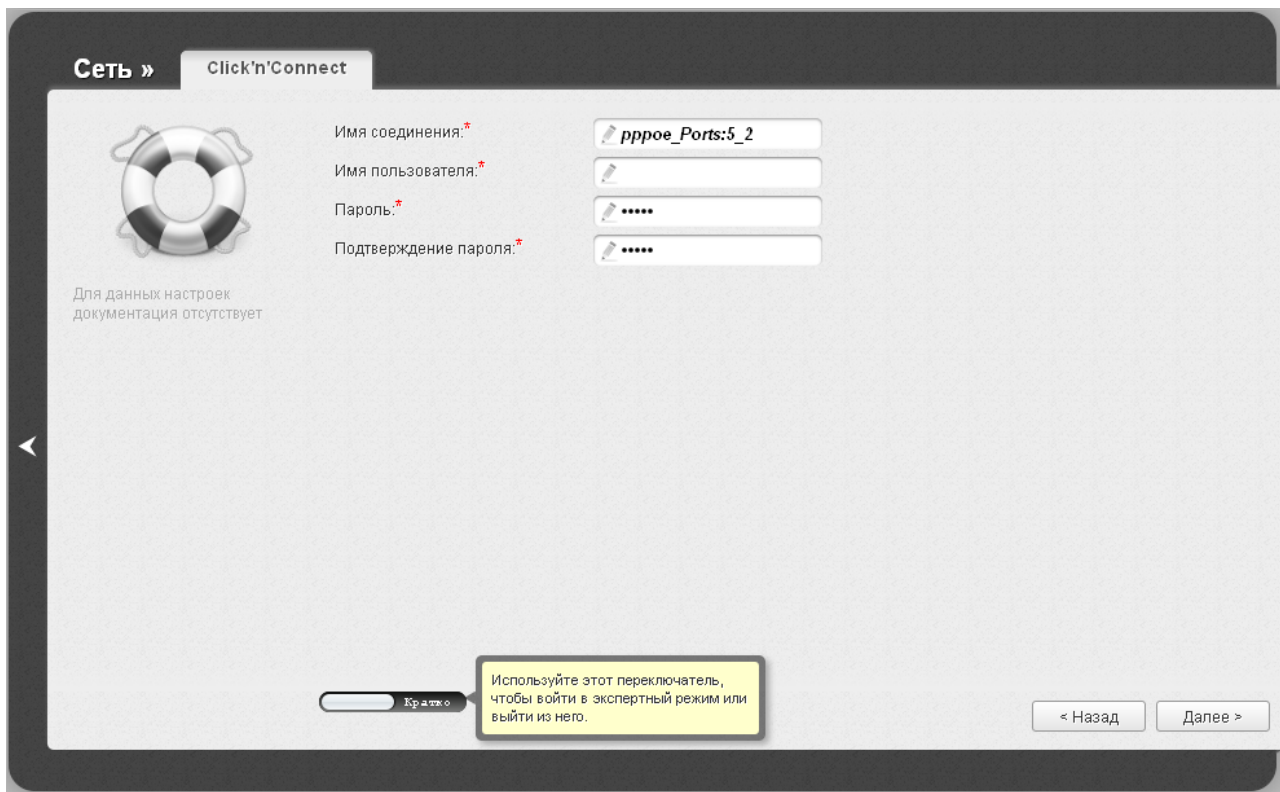 Сеть »
Click'n'Connect
Имя соединения:*
pppoe_Ports:5_2
Имя пользователя:*
Пароль:*
•••••
Подтверждение пароля:*
•••••
Для данных настроек
документация отсутствует
Кратко
Используйте этот переключатель,
чтобы войти в экспертный режим или
выйти из него.
< Назад
Далее >